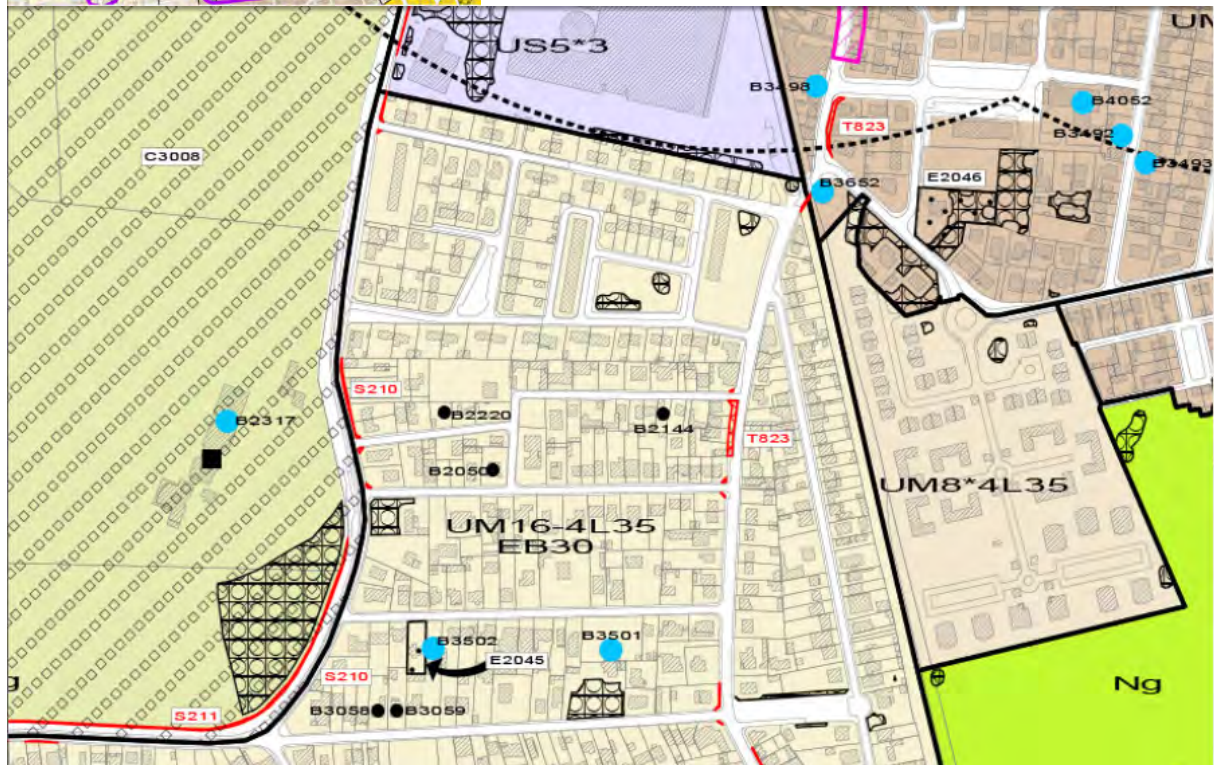 UM
US5*3
B3498
B4052
T823
B3492
C3008
B3493
E2046
B3652
S210
B2220
B2317
B2144
T823
B2050
UM8*4L35
UM16-4L35
EB30
B3502
B3501
E2045
S210
Ng
g
B3058
B3059
S211